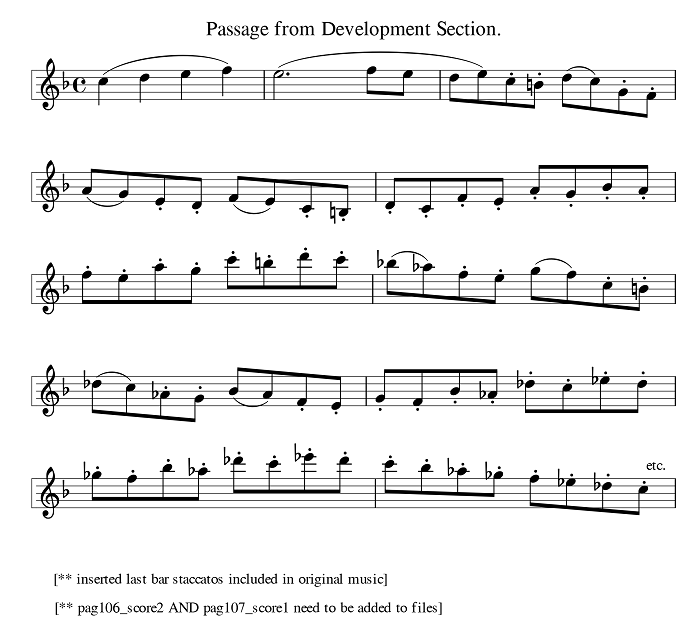 Passage from Development Section.
etc.
[** inserted last bar staccatos included in original music]
[** pag106_score2 AND pag107_score1 need to be added to files]